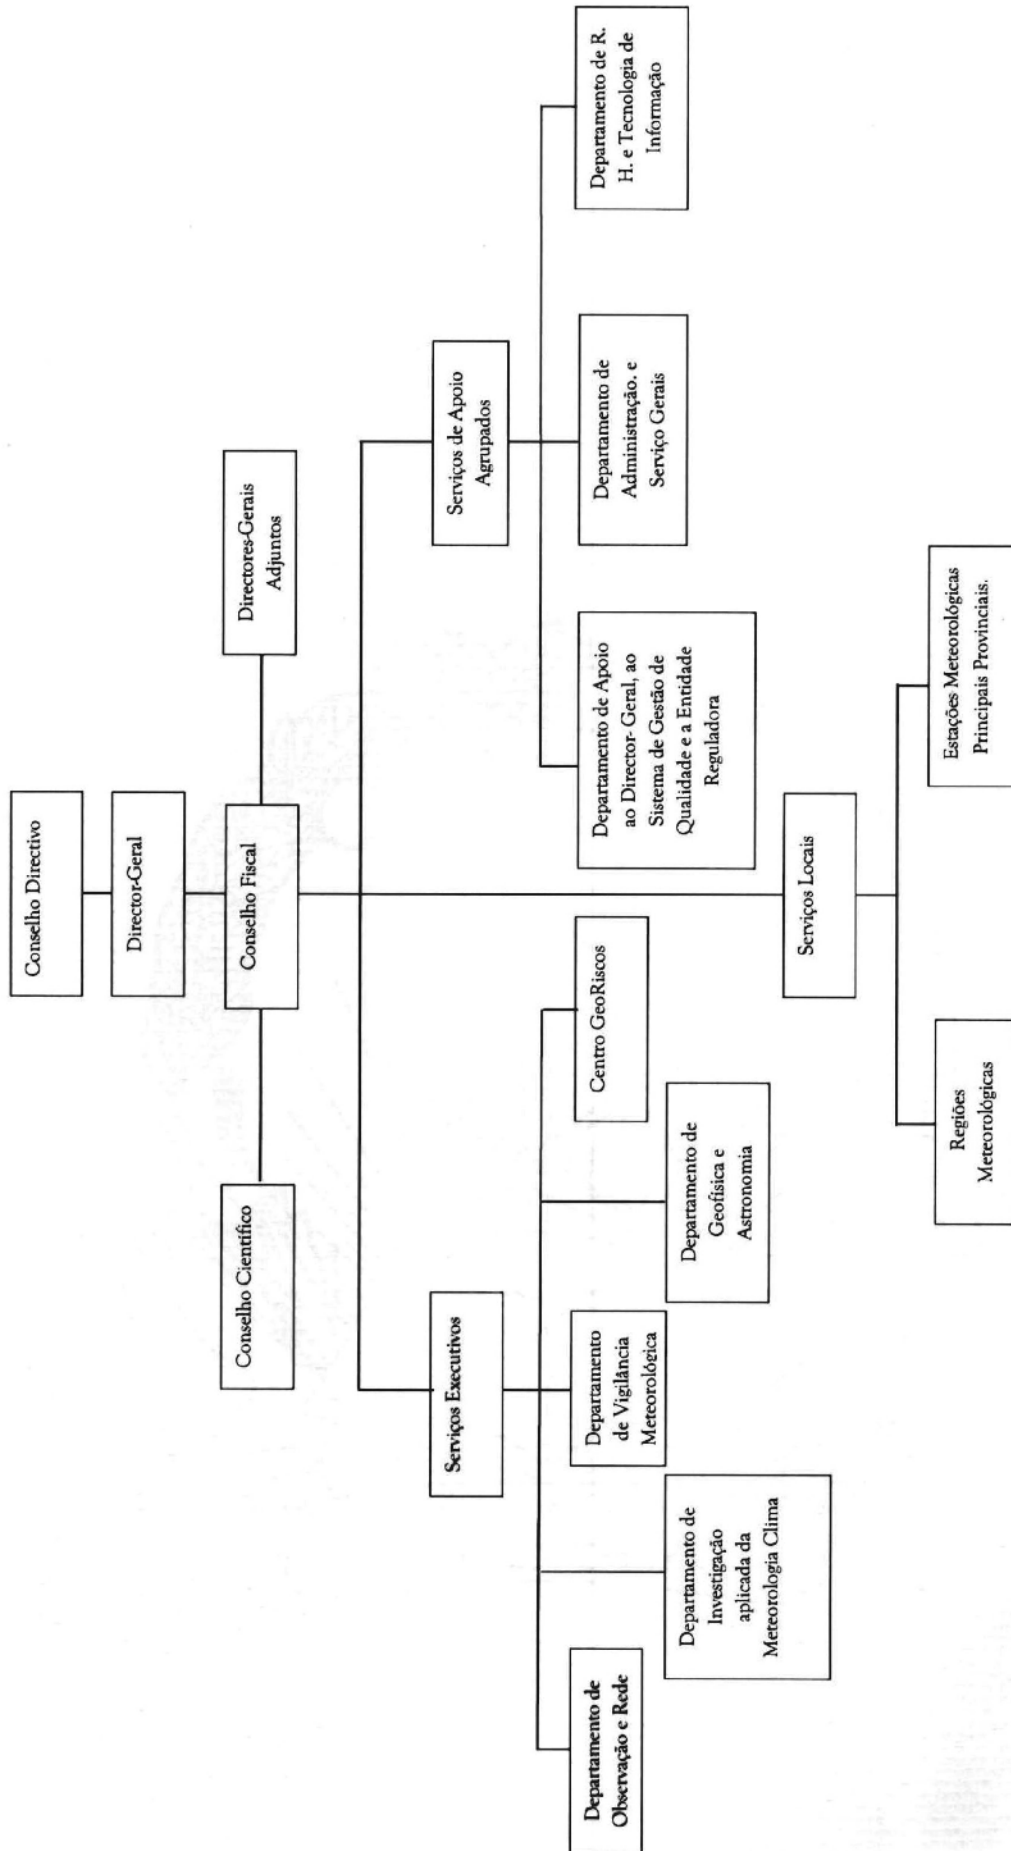 Conselho Directivo
Director-Geral
Conselho Científico
Conselho Fiscal
Directores-Gerais
Adjuntos
Serviços Executivos
Serviços de Apoio
Agrupados
Departamento de
Observação e Rede
Departamento de
Investigação
aplicada da
Meteorologia Clima
Departamento
de Vigilância
Meteorológica
Departamento de
Geofísica e
Astronomia
Centro GeoRiscos
Departamento de Apoio
ao Director- Geral, ao
Sistema de Gestão de
Qualidade e a Entidade
Reguladora
Departamento de
Administração. e
Serviço Gerais
Departamento de R.
H. e Tecnologia de
Informação
Serviços Locais
Regiões
Meteorológicas
Estações Meteorológicas
Principais Provinciais.